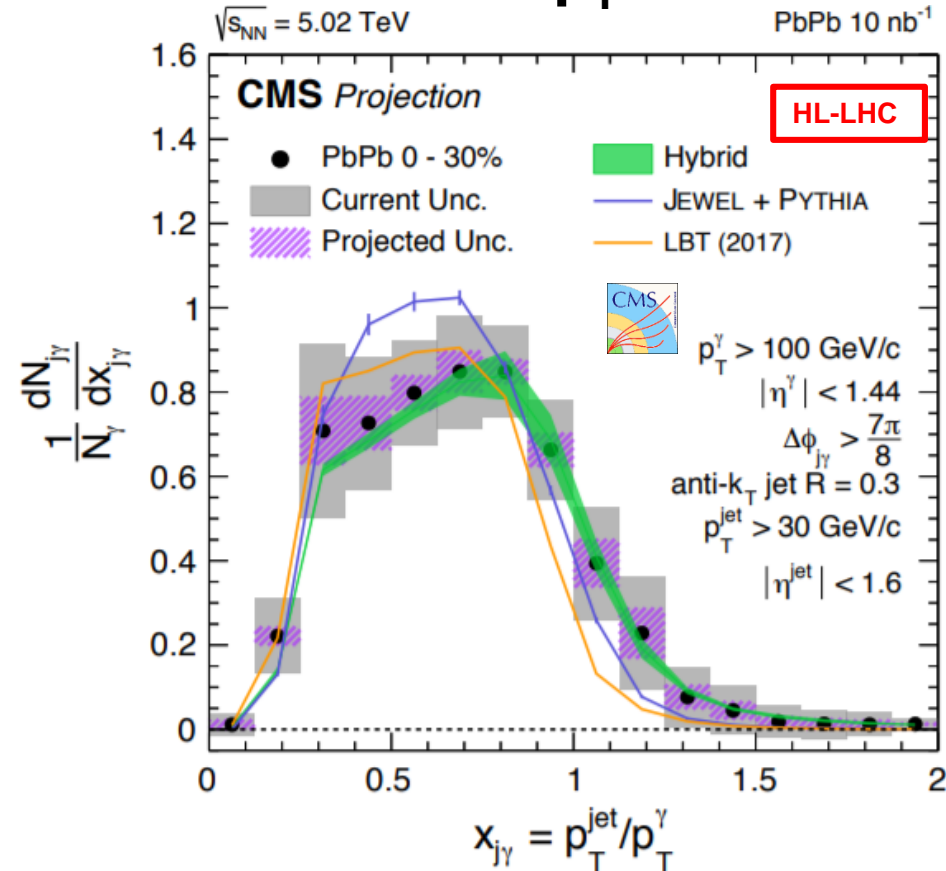 √s_NN = 5.02 TeV PbPb 10 nb⁻¹
CMS Projection
HL-LHC
PbPb 0 - 30%
Current Unc.
Projected Unc.
Hybrid
JEWEL + PYTHIA
LBT (2017)
CMS
p_T^γ > 100 GeV/c
|η^γ| < 1.44
Δφ_jγ > 7π/8
anti-k_T jet R = 0.3
p_T^jet > 30 GeV/c
|η^jet| < 1.6
1/N_γ dN_jγ/dx_jγ
1.6
1.4
1.2
1
0.8
0.6
0.4
0.2
0
0 0.5 1 1.5 2
x_jγ = p_T^jet/p_T^γ